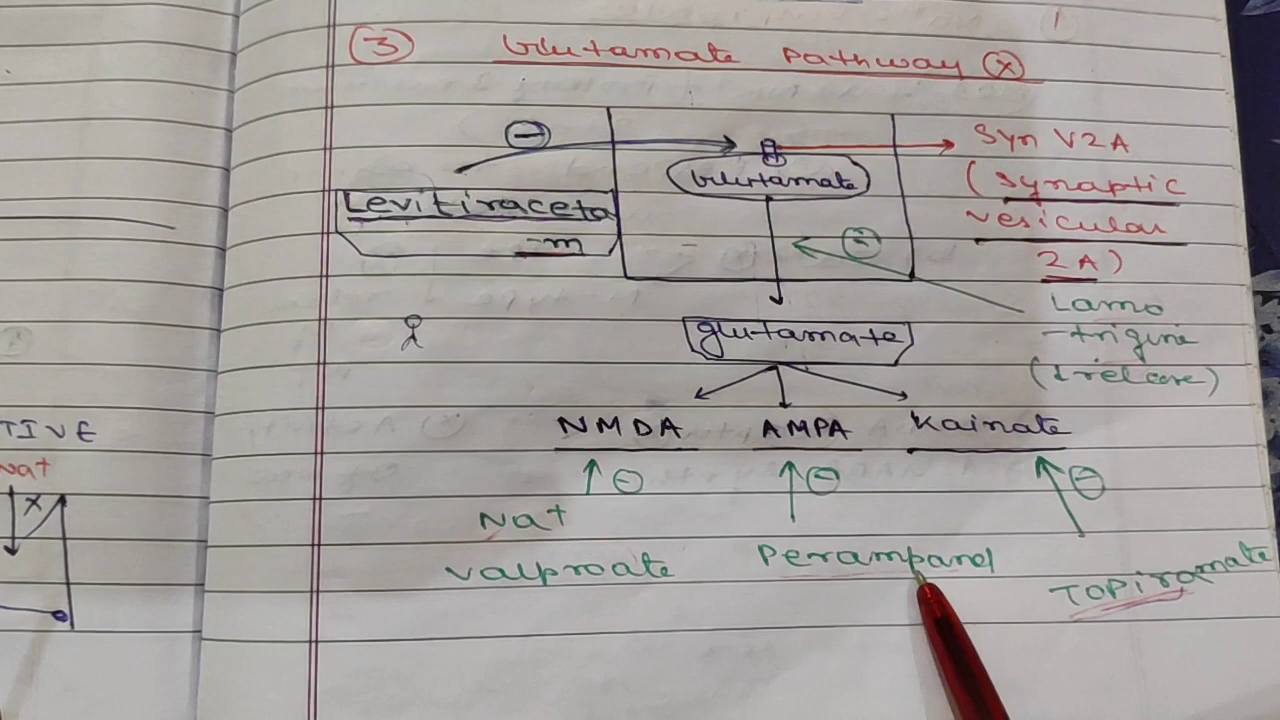 ③ Glutamate Pathway ⓧ
⊖
Syn V2A
(Synaptic
vesicular
2A)
Glutamate
Levitiraceta
-m
⊖
Lamo
-trigine
(↓release)
glutamate
NMDA AMPA Kainate
⊖ ⊖ ⊖
Na+
valproate
Perampanel
TOPiramate
TIVE
Na+
x